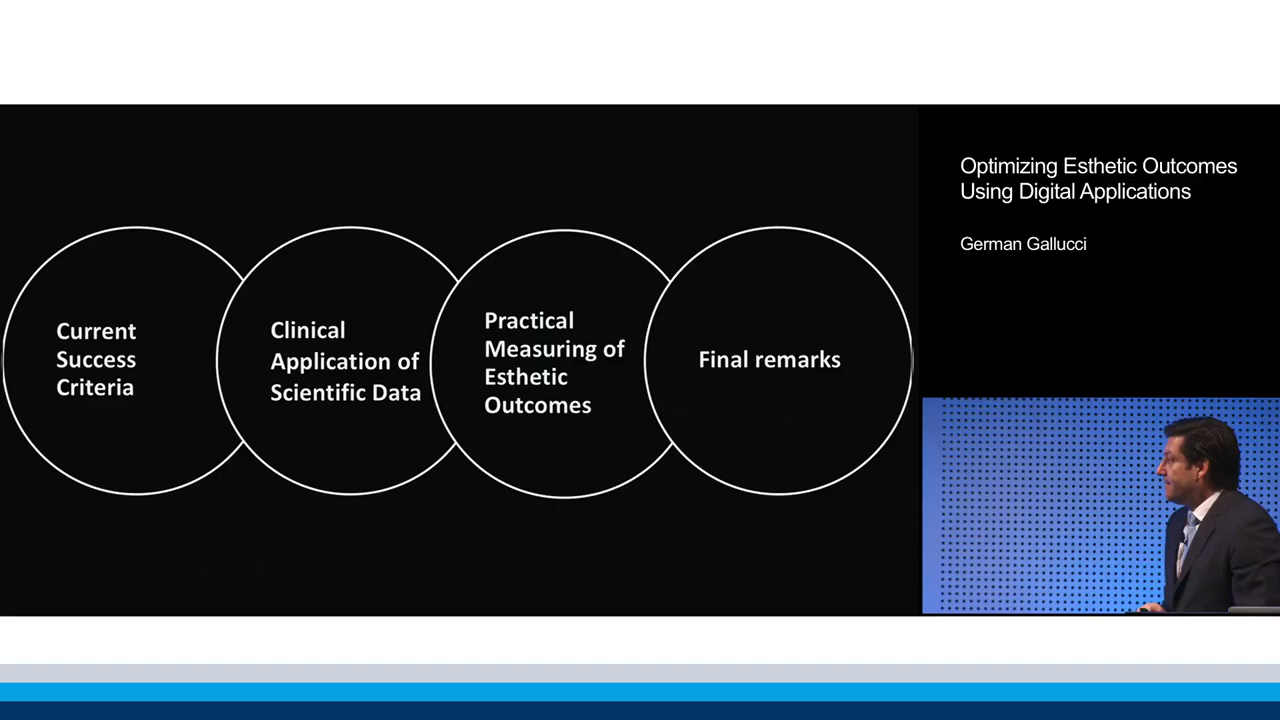 Current
Success
Criteria
Clinical
Application of
Scientific Data
Practical
Measuring of
Esthetic
Outcomes
Final remarks
Optimizing Esthetic Outcomes
Using Digital Applications
German Gallucci